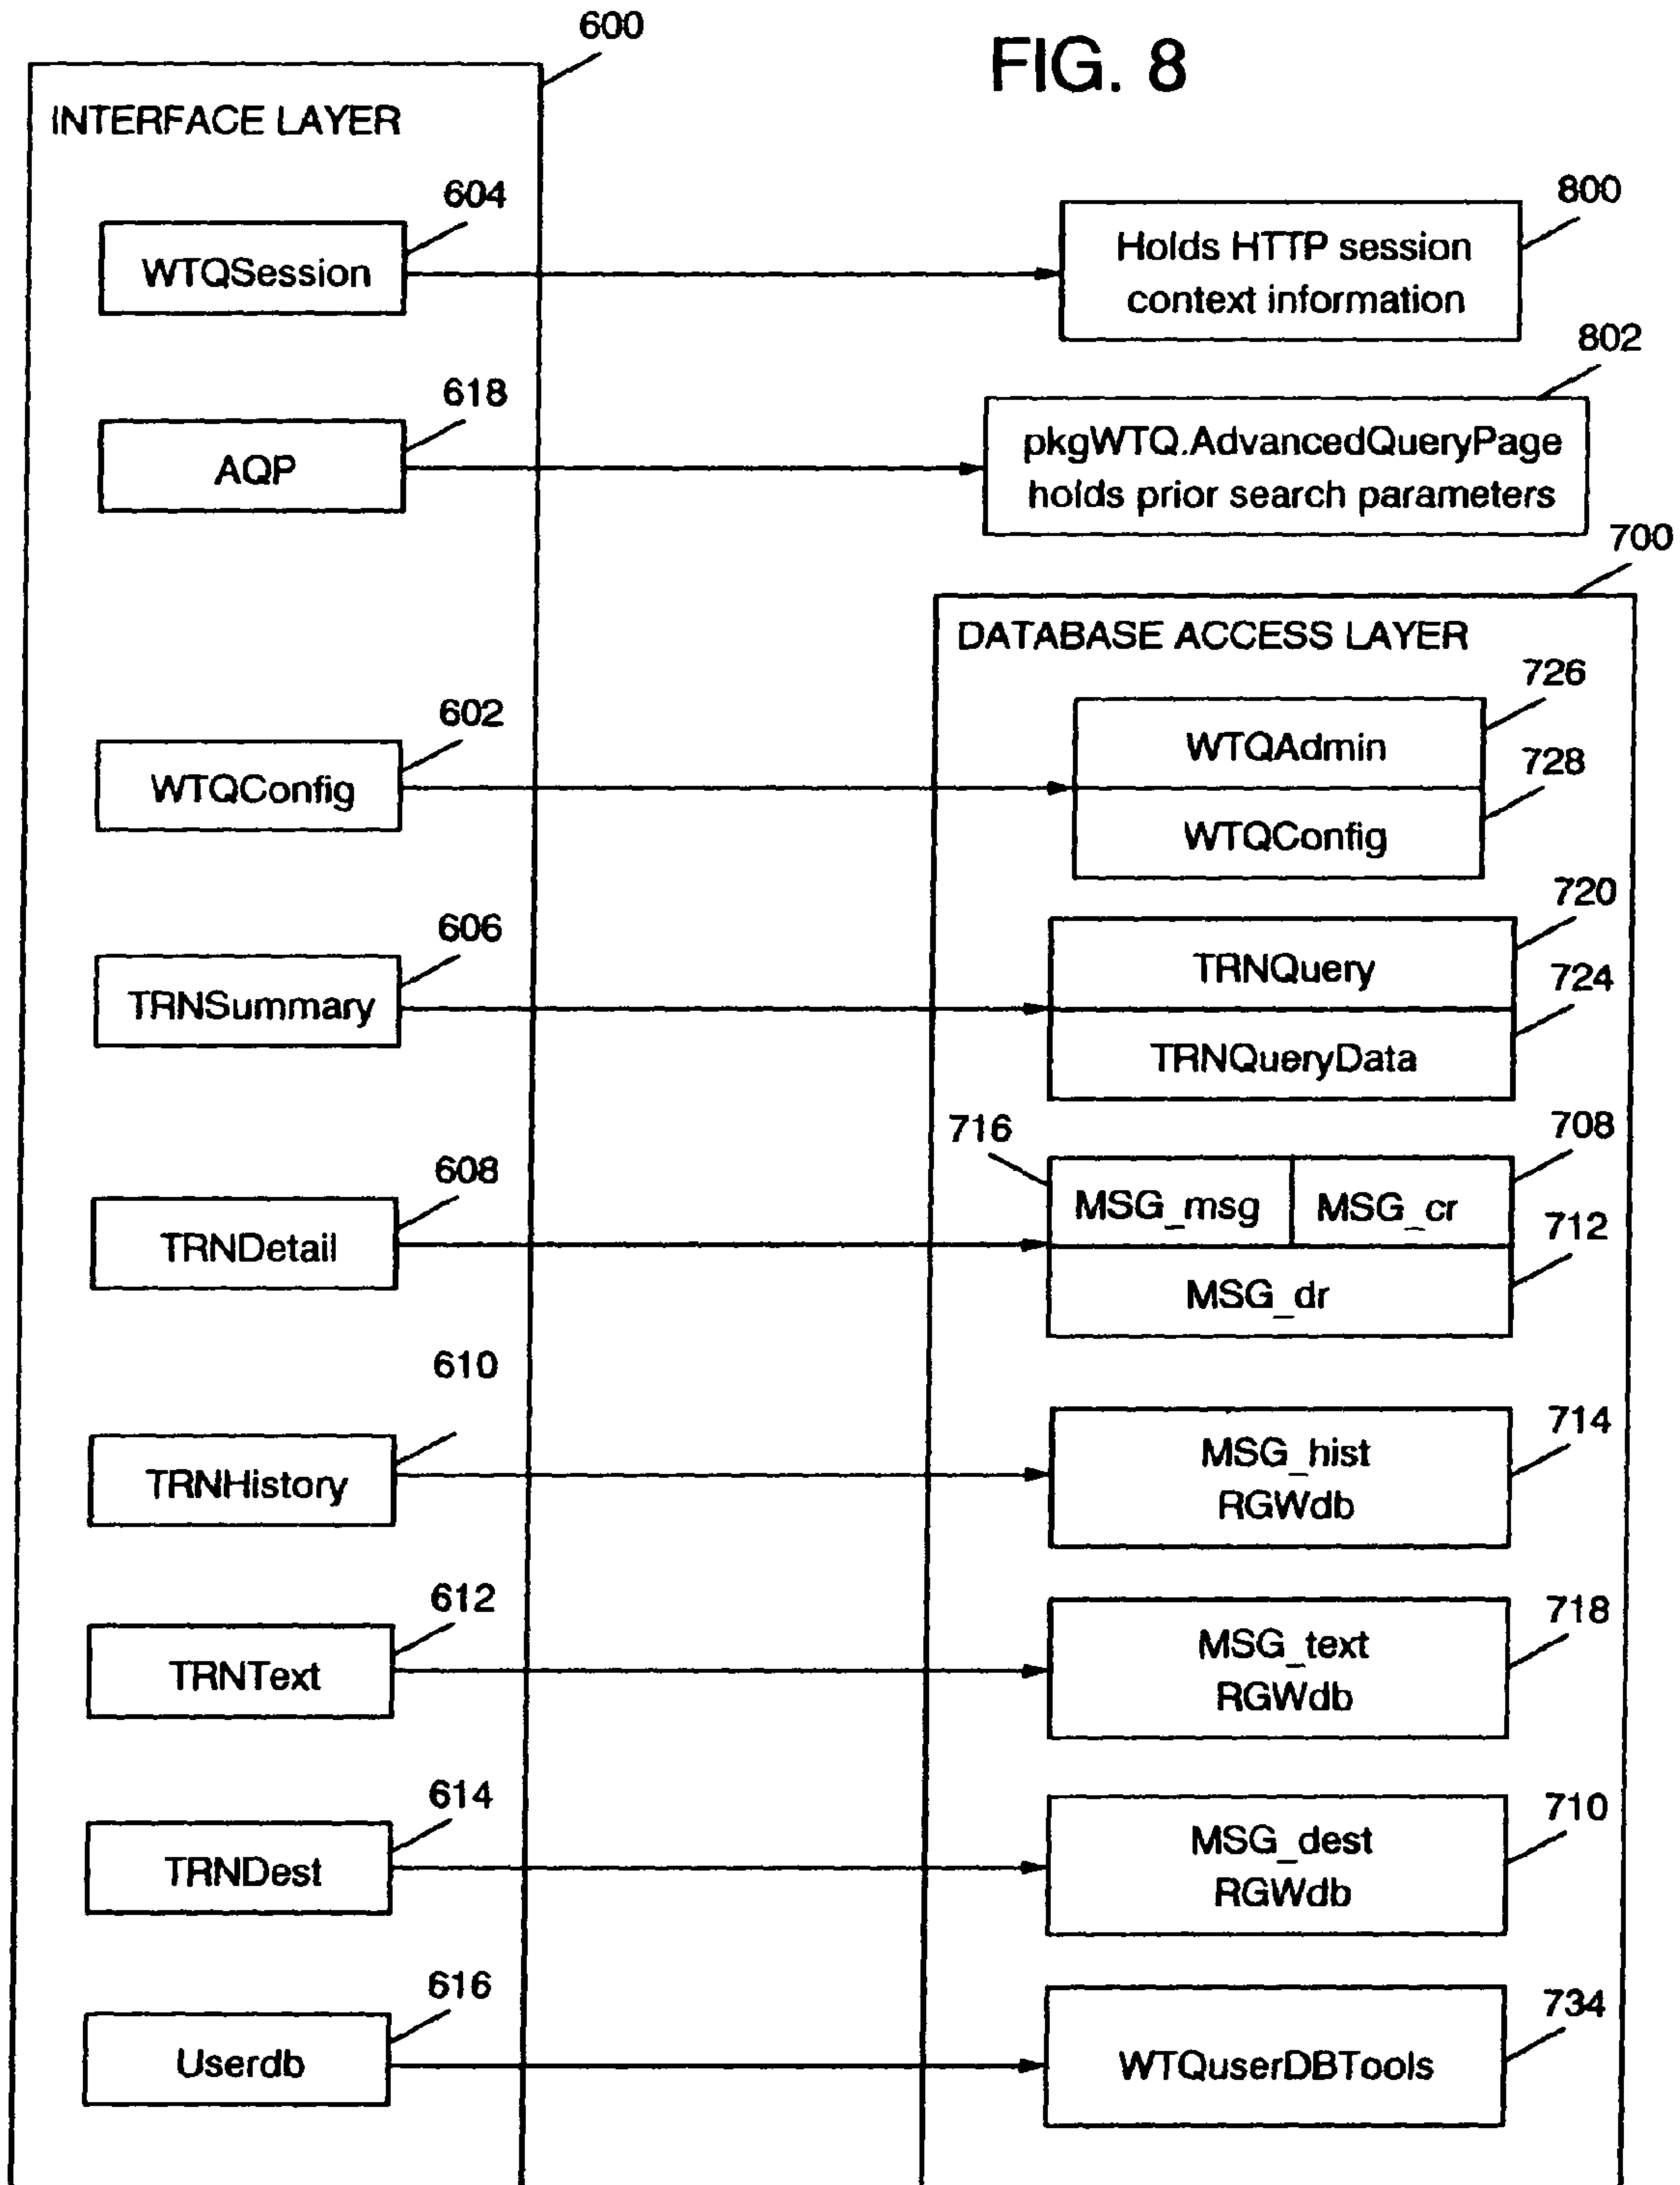 600
FIG. 8
INTERFACE LAYER
604
WTQSession
800
Holds HTTP session
context information
618
AQP
802
pkgWTQ.AdvancedQueryPage
holds prior search parameters
700
DATABASE ACCESS LAYER
602
WTQConfig
726
WTQAdmin
728
WTQConfig
606
TRNSummary
720
TRNQuery
724
TRNQueryData
608
TRNDetail
716
MSG_msg
708
MSG_cr
712
MSG_dr
610
TRNHistory
714
MSG_hist
RGWdb
612
TRNText
718
MSG_text
RGWdb
614
TRNDest
710
MSG_dest
RGWdb
616
Userdb
734
WTQuserDBTools